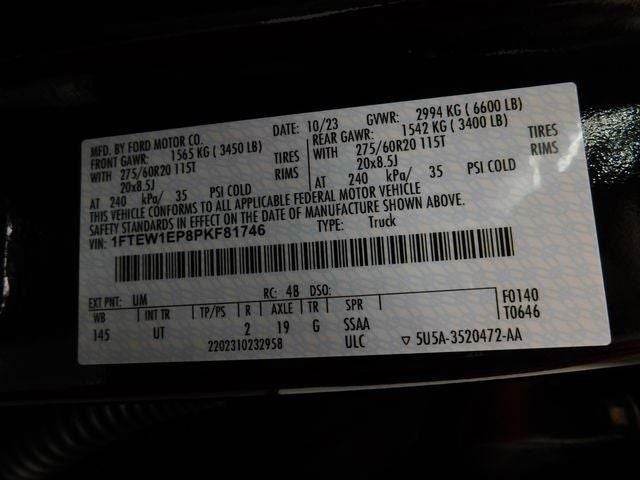 MFD. BY FORD MOTOR CO. DATE: 10/23 GVWR: 2994 KG ( 6600 LB)
FRONT GAWR: 1565 KG ( 3450 LB) REAR GAWR: 1542 KG ( 3400 LB)
WITH 275/60R20 115T TIRES WITH 275/60R20 115T TIRES
20x8.5J RIMS 20x8.5J RIMS
AT 240 kPa/ 35 PSI COLD AT 240 kPa/ 35 PSI COLD
THIS VEHICLE CONFORMS TO ALL APPLICABLE FEDERAL MOTOR VEHICLE
SAFETY STANDARDS IN EFFECT ON THE DATE OF MANUFACTURE SHOWN ABOVE.
VIN: 1FTEW1EP8PKF81746 TYPE: Truck
EXT PNT: UM RC: 48 DSO: F0140
WB INT TR TP/PS R AXLE TR SPR T0646
145 UT 2 19 G SSAA
2202310232958 ULC ▽ 5U5A-3520472-AA